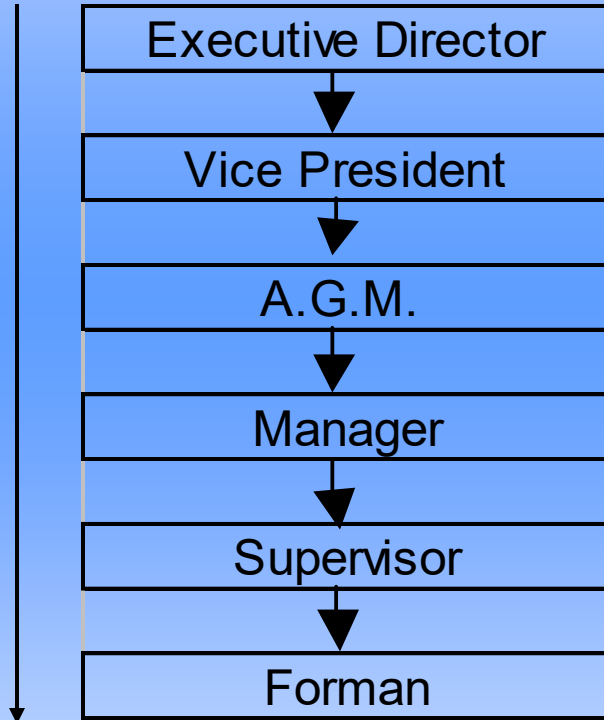 Executive Director
Vice President
A.G.M.
Manager
Supervisor
Forman